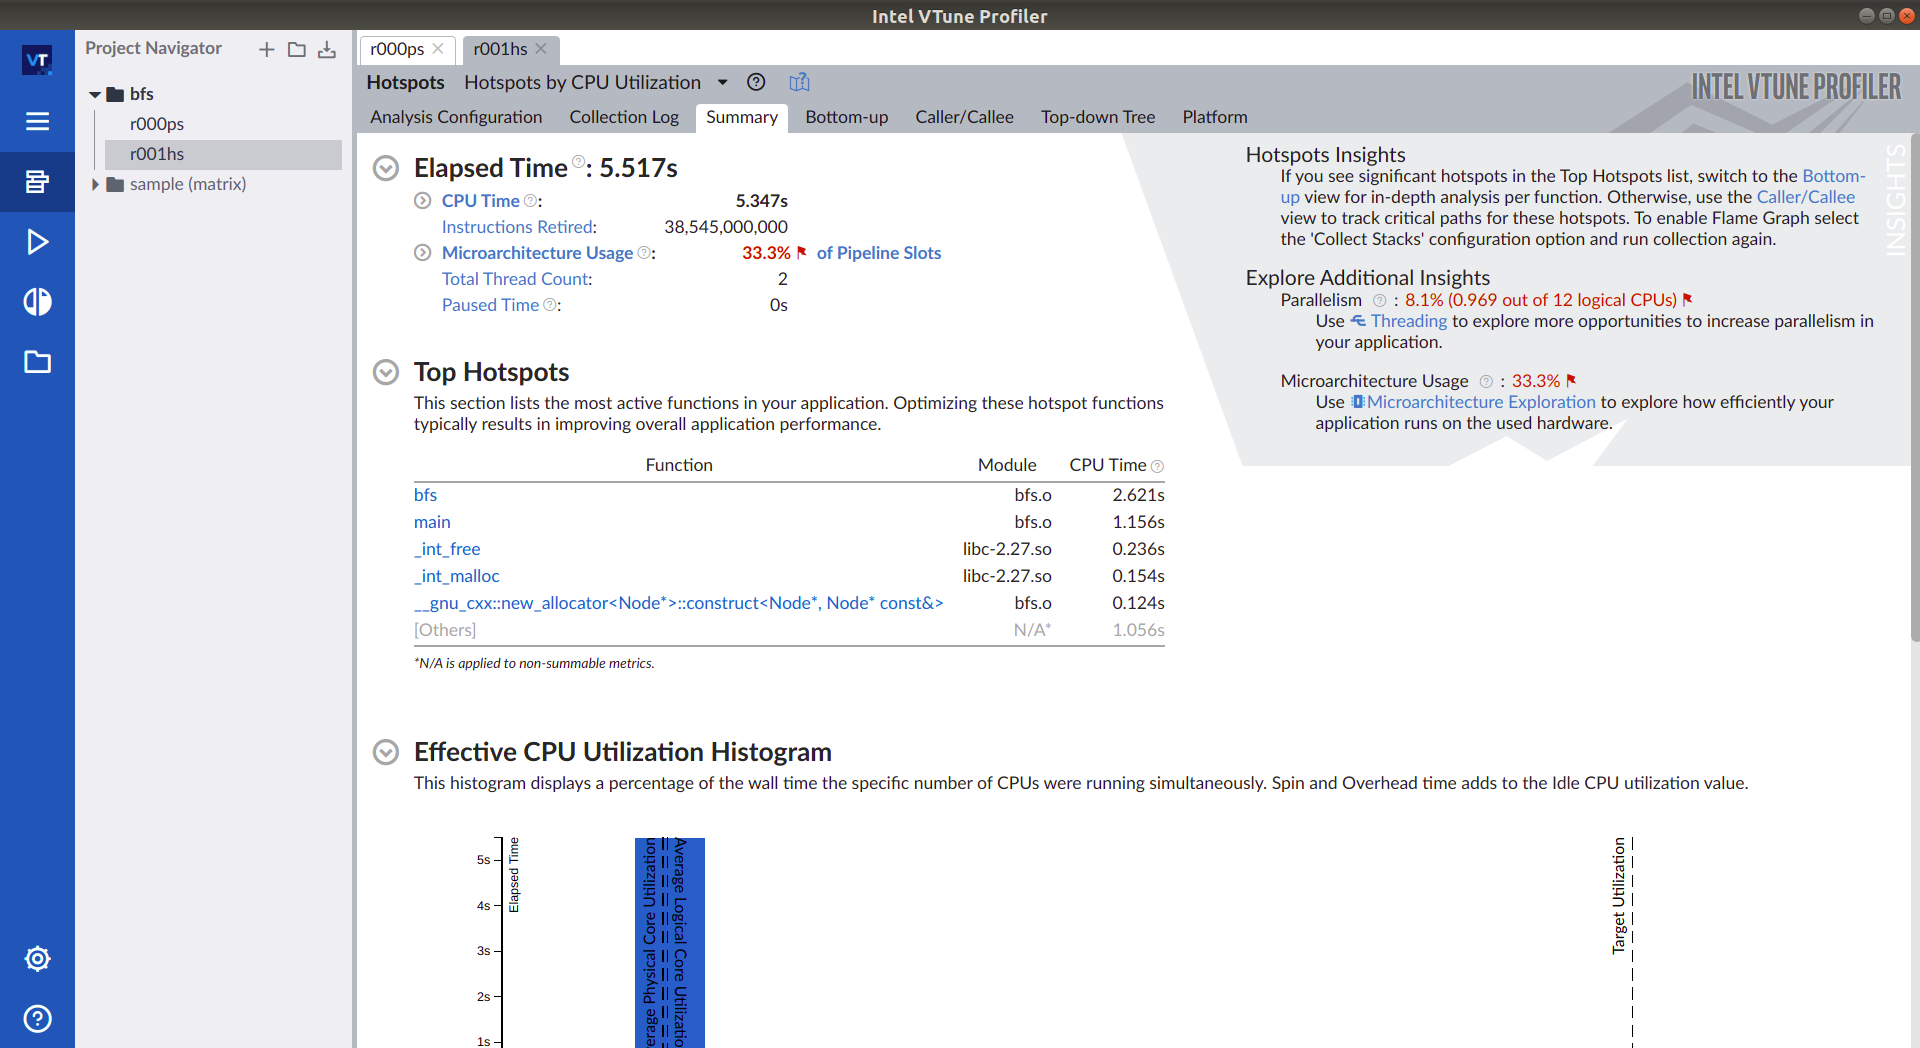 Intel VTune Profiler
VT
Project Navigator
bfs
r000ps
r001hs
sample (matrix)
r000ps
r001hs
Hotspots Hotspots by CPU Utilization
INTEL VTUNE PROFILER
Analysis Configuration Collection Log Summary Bottom-up Caller/Callee Top-down Tree Platform
Elapsed Time : 5.517s
CPU Time : 5.347s
Instructions Retired: 38,545,000,000
Microarchitecture Usage : 33.3% of Pipeline Slots
Total Thread Count: 2
Paused Time : 0s
Hotspots Insights
If you see significant hotspots in the Top Hotspots list, switch to the Bottom-
up view for in-depth analysis per function. Otherwise, use the Caller/Callee
view to track critical paths for these hotspots. To enable Flame Graph select
the 'Collect Stacks' configuration option and run collection again.
Explore Additional Insights
Parallelism : 8.1% (0.969 out of 12 logical CPUs)
Use Threading to explore more opportunities to increase parallelism in
your application.
Microarchitecture Usage : 33.3%
Use Microarchitecture Exploration to explore how efficiently your
application runs on the used hardware.
INSIGHTS
Top Hotspots
This section lists the most active functions in your application. Optimizing these hotspot functions
typically results in improving overall application performance.
Function Module CPU Time
bfs bfs.o 2.621s
main bfs.o 1.156s
_int_free libc-2.27.so 0.236s
_int_malloc libc-2.27.so 0.154s
__gnu_cxx::new_allocator<Node*>::construct<Node*, Node* const&> bfs.o 0.124s
[Others] N/A* 1.056s
*N/A is applied to non-summable metrics.
Effective CPU Utilization Histogram
This histogram displays a percentage of the wall time the specific number of CPUs were running simultaneously. Spin and Overhead time adds to the Idle CPU utilization value.
5s
4s
3s
2s
1s
Elapsed Time
erage Physical Core Utilization
Average Logical Core Utilizatio
Target Utilization